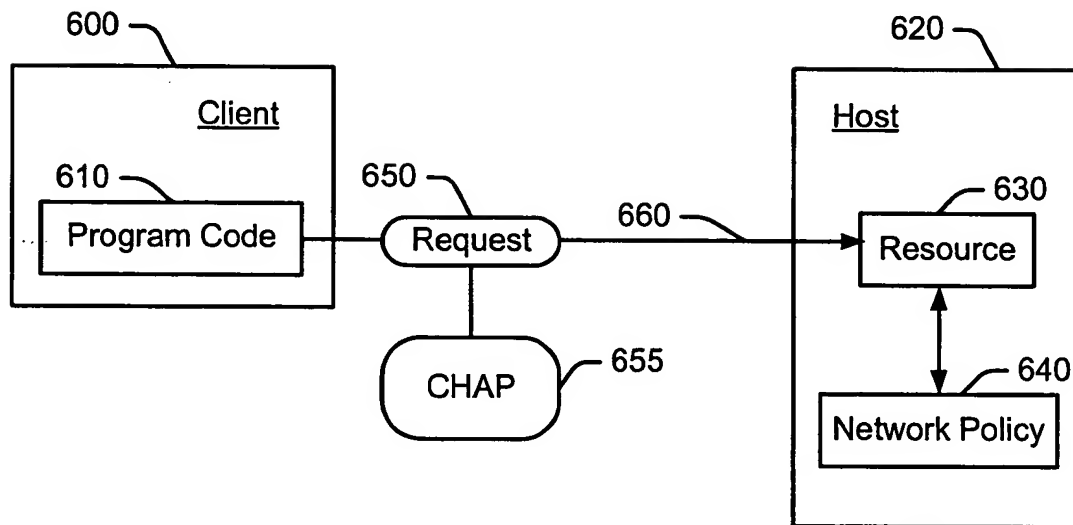 600
620
Client
Host
610
650
630
Program Code
Request
660
Resource
CHAP
655
640
Network Policy